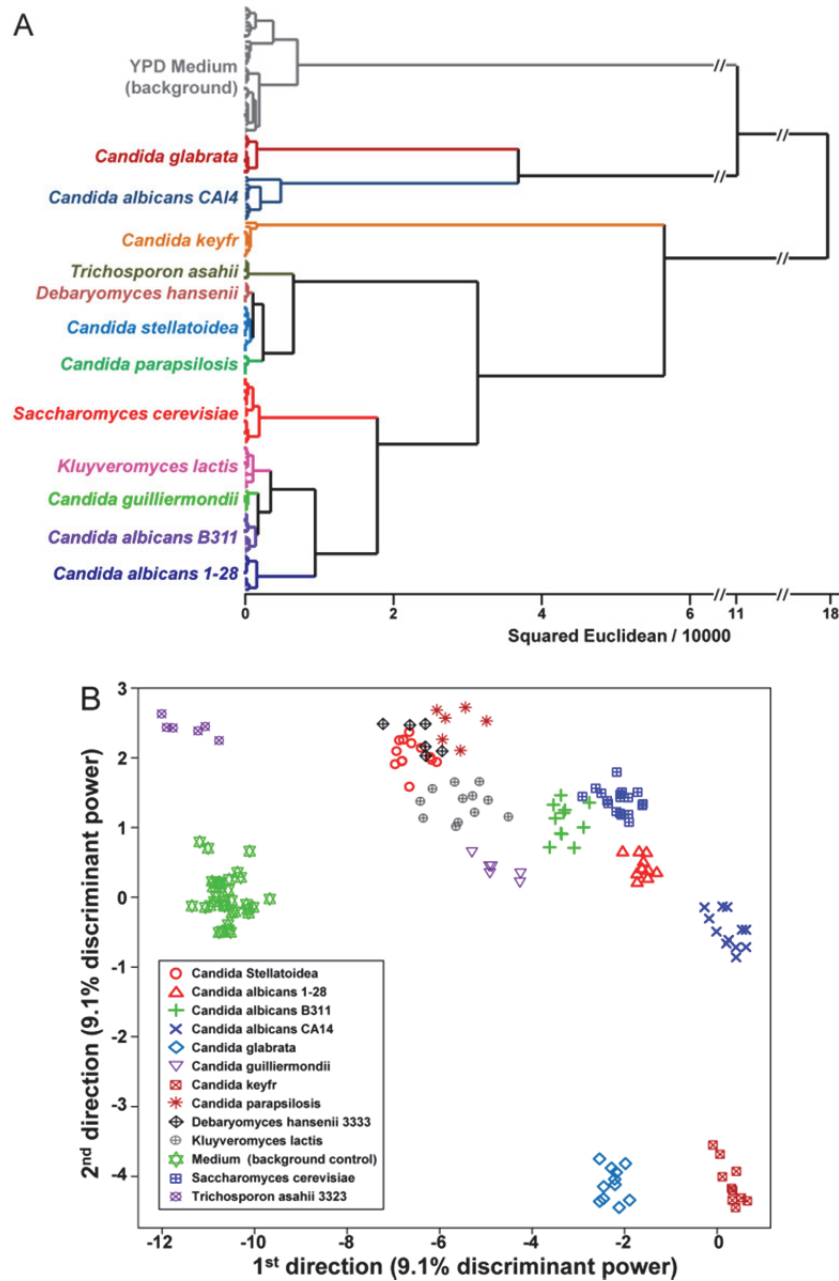 A
YPD Medium
(background)
Candida glabrata
Candida albicans CAI4
Candida keyfr
Trichosporon asahii
Debaryomyces hansenii
Candida stellatoidea
Candida parapsilosis
Saccharomyces cerevisiae
Kluyveromyces lactis
Candida guilliermondii
Candida albicans B311
Candida albicans 1-28
0 2 4 6 11 18
Squared Euclidean / 10000
B
2nd direction (9.1% discriminant power)
3
2
1
0
-1
-2
-3
-4
Candida Stellatoidea
Candida albicans 1-28
Candida albicans B311
Candida albicans CA14
Candida glabrata
Candida guilliermondii
Candida keyfr
Candida parapsilosis
Debaryomyces hansenii 3333
Kluyveromyces lactis
Medium (background control)
Saccharomyces cerevisiae
Trichosporon asahii 3323
-12 -10 -8 -6 -4 -2 0
1st direction (9.1% discriminant power)